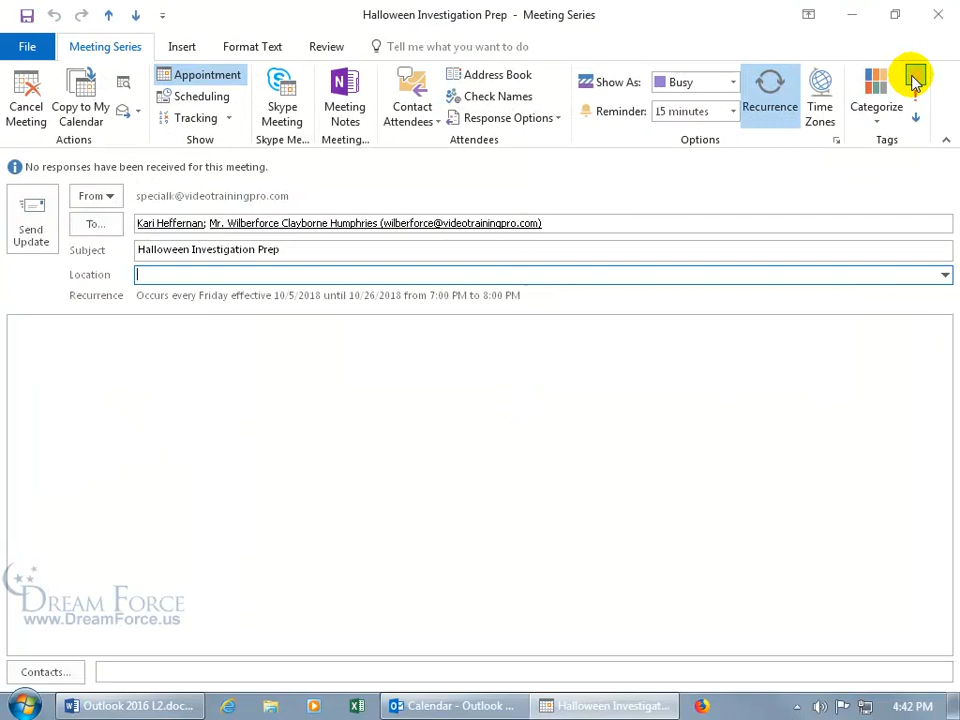 Halloween Investigation Prep - Meeting Series
File Meeting Series Insert Format Text Review Tell me what you want to do
Cancel Meeting
Copy to My Calendar
Actions
Appointment
Scheduling
Tracking
Show
Skype Meeting
Skype Me...
Meeting Notes
Meeting...
Contact Attendees
Address Book
Check Names
Response Options
Attendees
Show As: Busy
Reminder: 15 minutes
Recurrence
Time Zones
Options
Categorize
Tags
No responses have been received for this meeting.
Send Update
From specialk@videotrainingpro.com
To... Kari Heffernan; Mr. Wilberforce Clayborne Humphries (wilberforce@videotrainingpro.com)
Subject Halloween Investigation Prep
Location
Recurrence Occurs every Friday effective 10/5/2018 until 10/26/2018 from 7:00 PM to 8:00 PM
DREAM FORCE
www.DreamForce.us
Contacts...
Outlook 2016 L2.doc... Calendar - Outlook ... Halloween Investigat... 4:42 PM